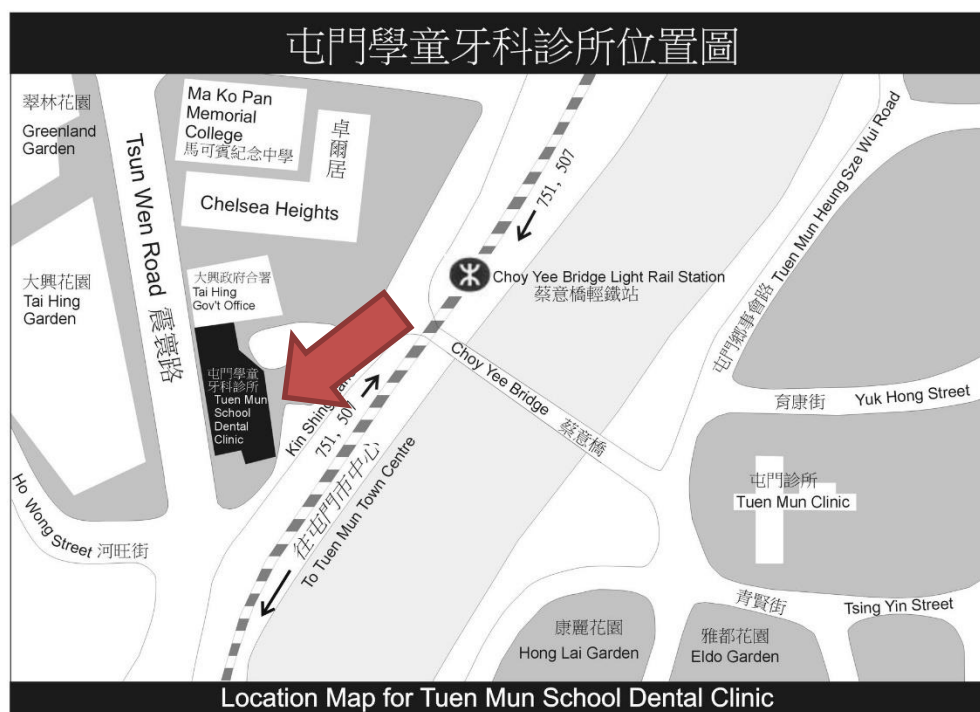 屯門學童牙科診所位置圖
翠林花園
Greenland
Garden
Tsun Wen Road 震寰路
Ma Ko Pan
Memorial
College
馬可賓紀念中學
卓爾居
Chelsea Heights
751, 507
Tuen Mun Heung Sze Wui Road
屯門鄉事會路
大興花園
Tai Hing
Garden
大興政府合署
Tai Hing
Gov't Office
Choy Yee Bridge Light Rail Station
蔡意橋輕鐵站
屯門學童
牙科診所
Tuen Mun
School
Dental
Clinic
Kin Shing
751, 507
Choy Yee Bridge
蔡意橋
育康街
Yuk Hong Street
往屯門市中心
To Tuen Mun Town Centre
屯門診所
Tuen Mun Clinic
Ho Wong Street 河旺街
青賢街
Tsing Yin Street
康麗花園
Hong Lai Garden
雅都花園
Eldo Garden
Location Map for Tuen Mun School Dental Clinic